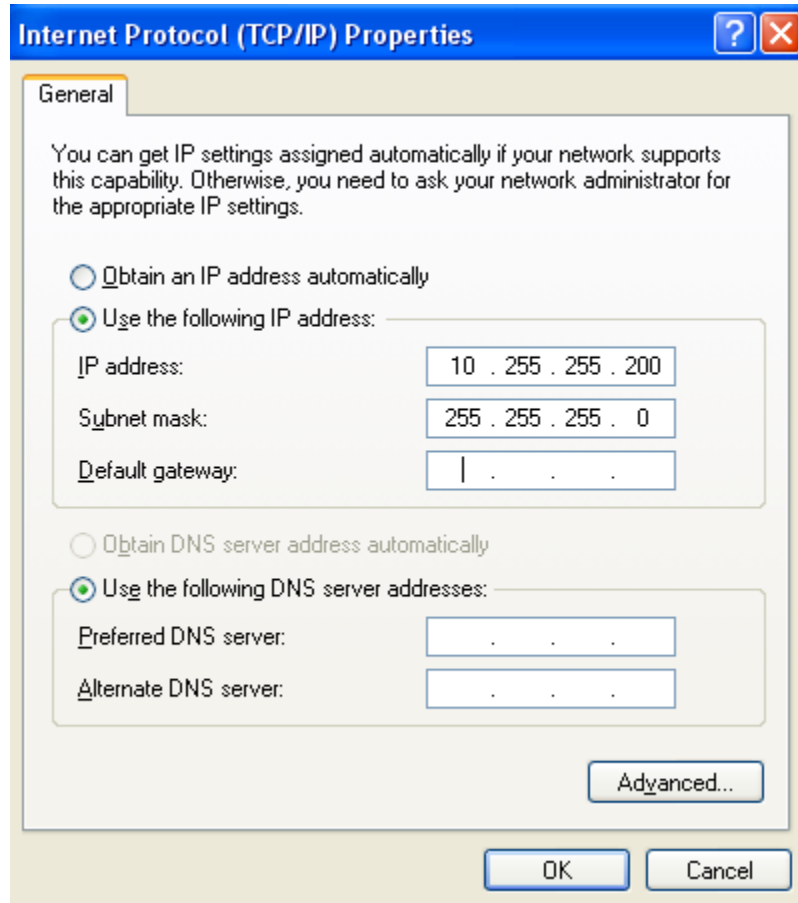 Internet Protocol (TCP/IP) Properties
?
General
You can get IP settings assigned automatically if your network supports
this capability. Otherwise, you need to ask your network administrator for
the appropriate IP settings.
Obtain an IP address automatically
Use the following IP address:
IP address: 10 . 255 . 255 . 200
Subnet mask: 255 . 255 . 255 . 0
Default gateway: . . .
Obtain DNS server address automatically
Use the following DNS server addresses:
Preferred DNS server: . . .
Alternate DNS server: . . .
Advanced...
OK Cancel